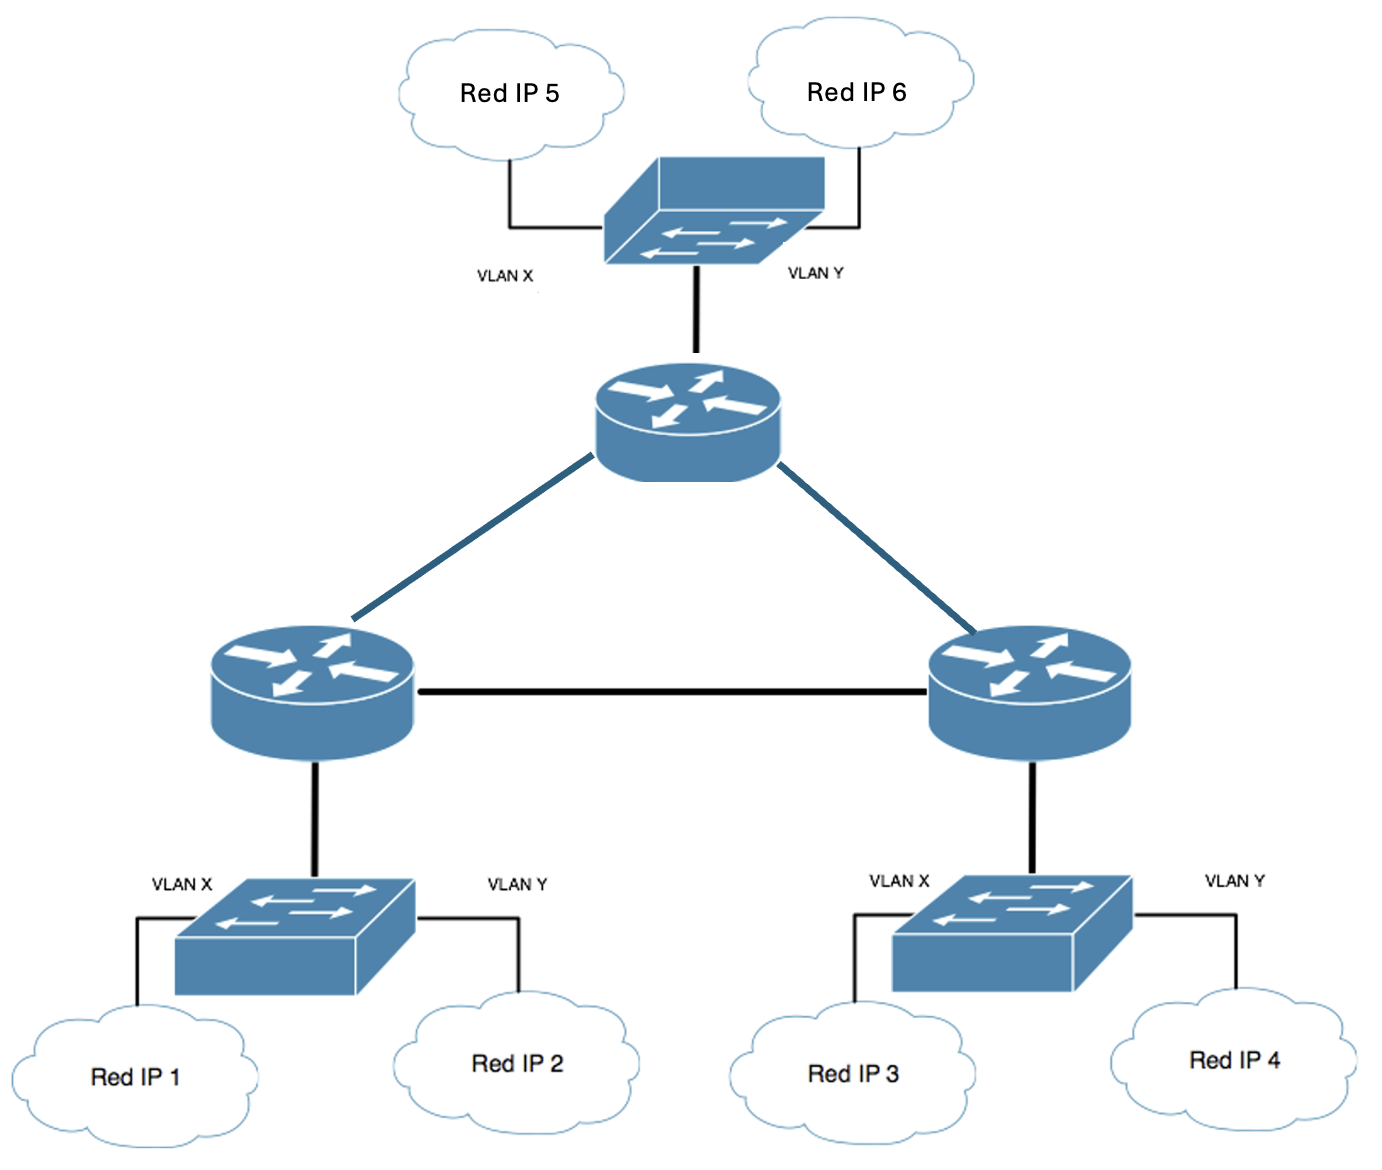 Red IP 5
Red IP 6
VLAN X
VLAN Y
VLAN X
VLAN Y
VLAN X
VLAN Y
Red IP 1
Red IP 2
Red IP 3
Red IP 4